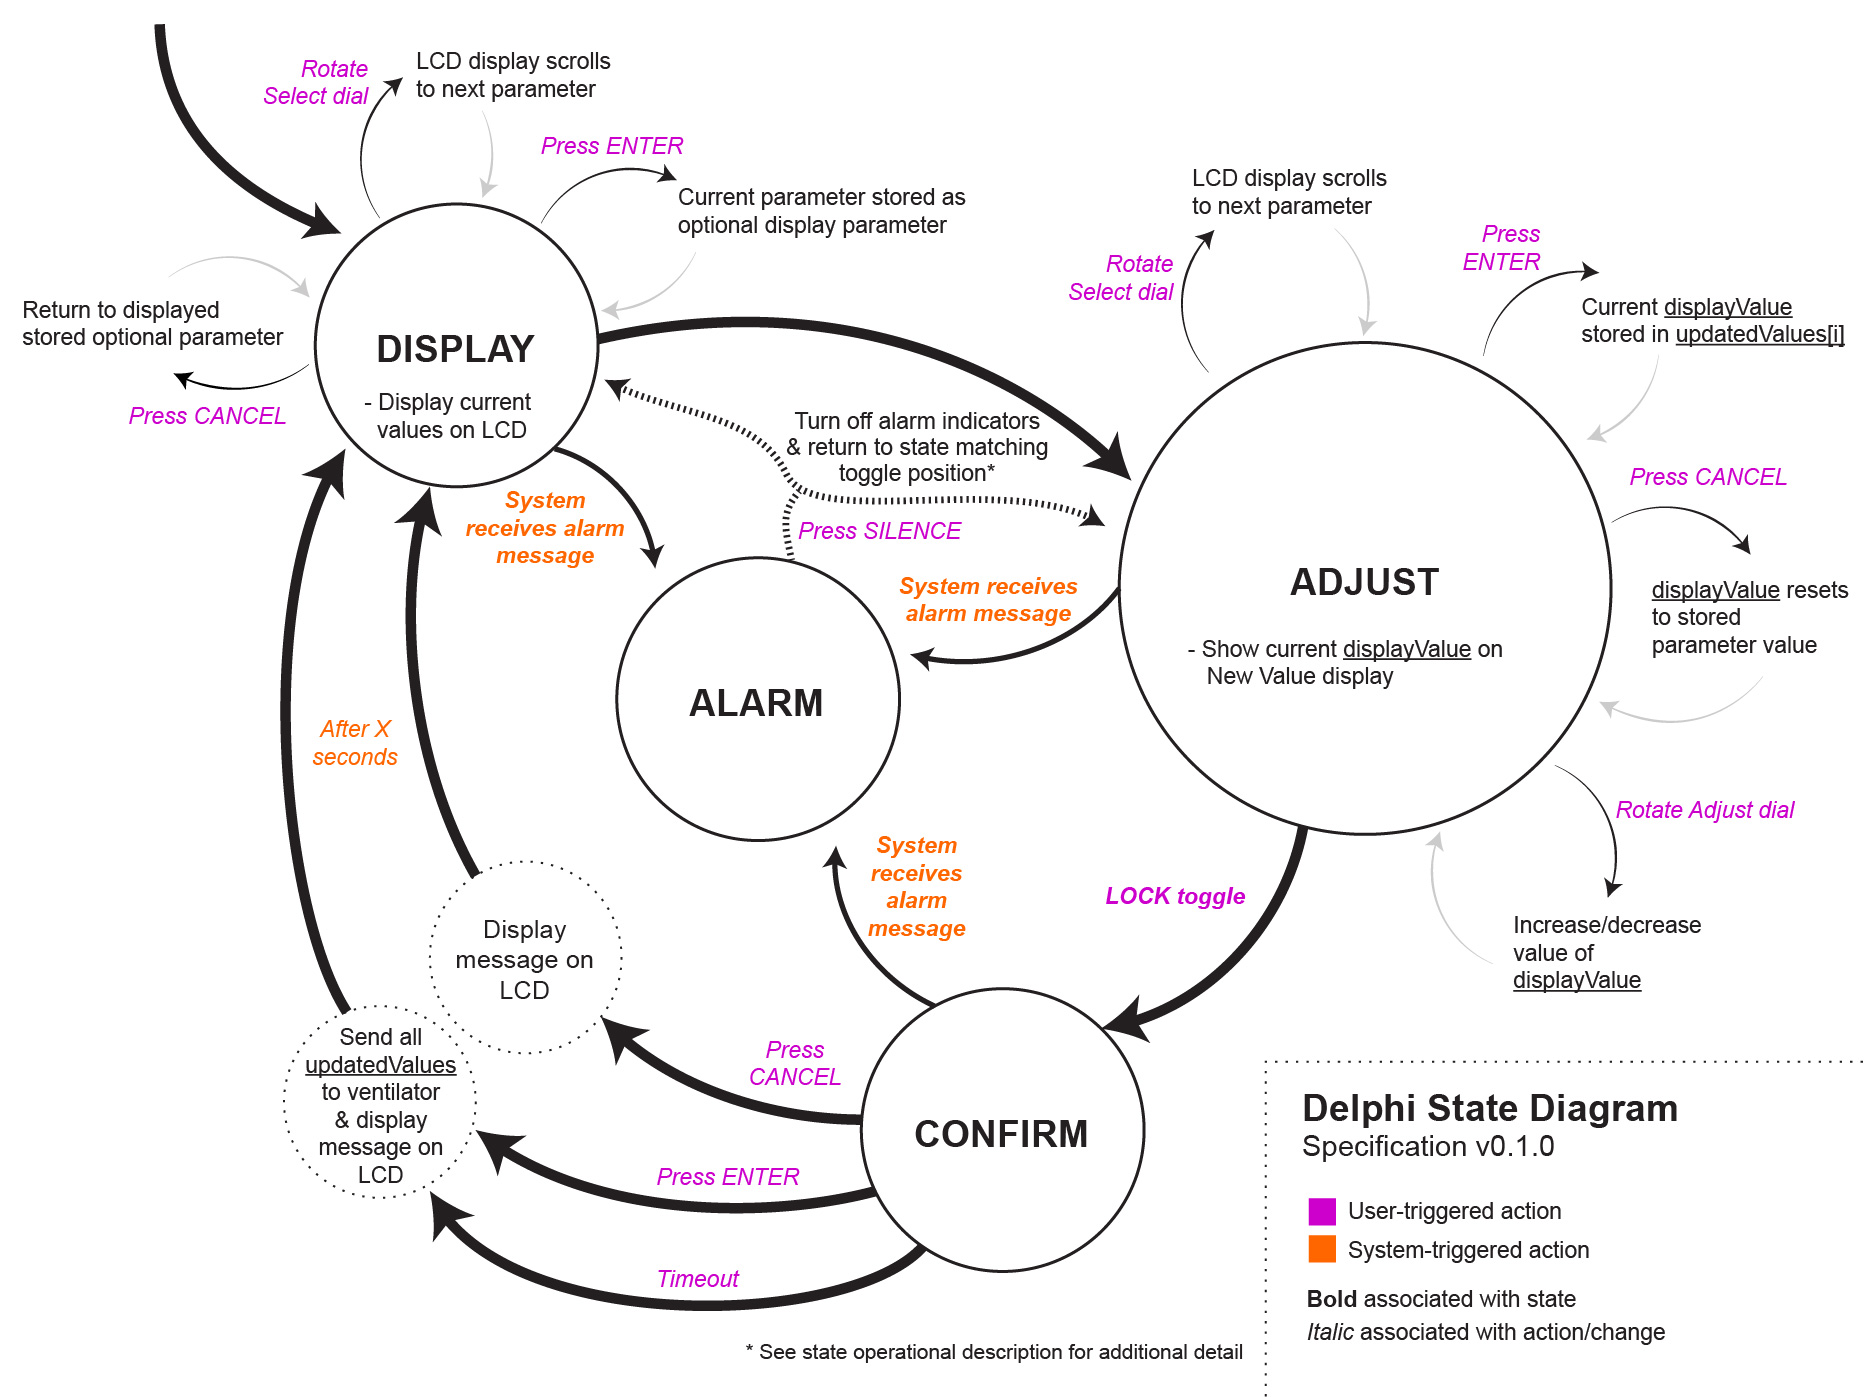 Rotate
Select dial
LCD display scrolls
to next parameter
Press ENTER
Current parameter stored as
optional display parameter
Return to displayed
stored optional parameter
Press CANCEL
DISPLAY
- Display current
values on LCD
LCD display scrolls
to next parameter
Rotate
Select dial
Press
ENTER
Current displayValue
stored in updatedValues[i]
Turn off alarm indicators
& return to state matching
toggle position*
Press SILENCE
System
receives alarm
message
Press CANCEL
System receives
alarm message
ADJUST
- Show current displayValue on
New Value display
displayValue resets
to stored
parameter value
ALARM
After X
seconds
Rotate Adjust dial
Increase/decrease
value of
displayValue
System
receives
alarm
message
LOCK toggle
Display
message on
LCD
Send all
updatedValues
to ventilator
& display
message on
LCD
Press
CANCEL
CONFIRM
Press ENTER
Timeout
Delphi State Diagram
Specification v0.1.0
User-triggered action
System-triggered action
Bold associated with state
Italic associated with action/change
* See state operational description for additional detail